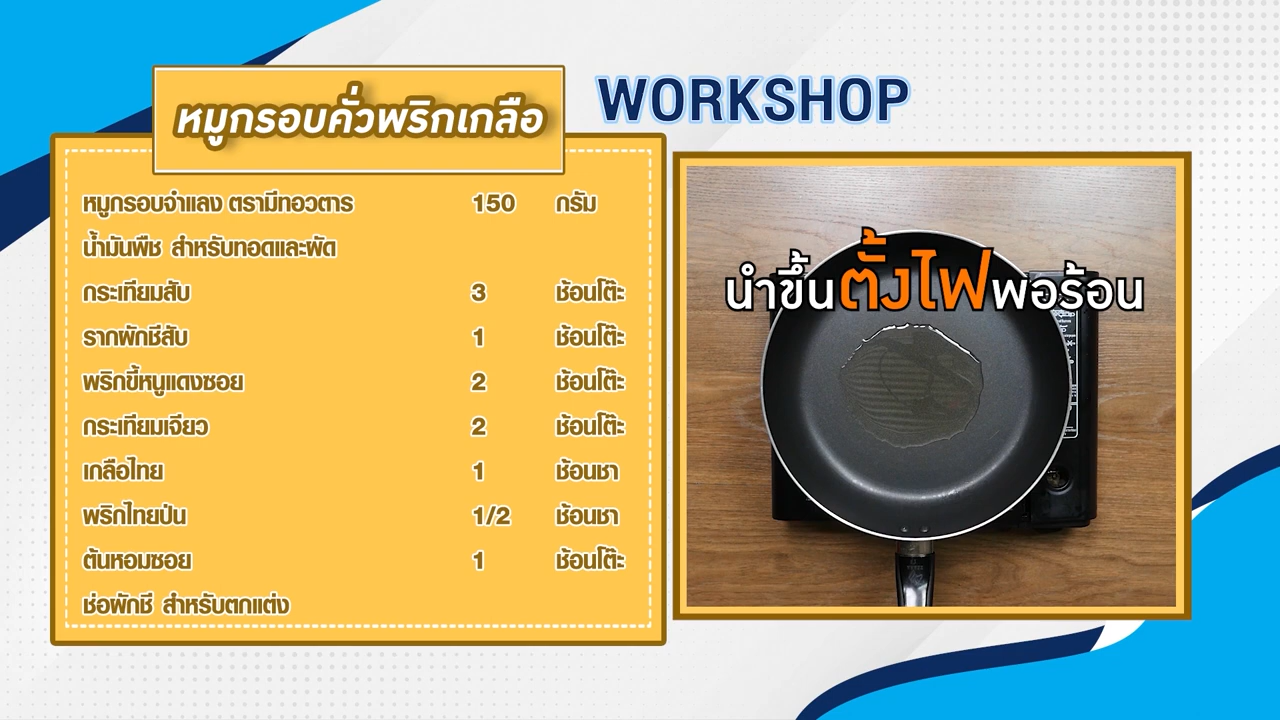 หมูกรอบคั่วพริกเกลือ
WORKSHOP
หมูกรอบจำแลง ตรามีทอวตาร 150 กรัม
น้ำมันพืช สำหรับทอดและผัด
กระเทียมสับ 3 ช้อนโต๊ะ
รากผักชีสับ 1 ช้อนโต๊ะ
พริกขี้หนูแดงซอย 2 ช้อนโต๊ะ
กระเทียมเจียว 2 ช้อนโต๊ะ
เกลือไทย 1 ช้อนชา
พริกไทยป่น 1/2 ช้อนชา
ต้นหอมซอย 1 ช้อนโต๊ะ
ช่อผักชี สำหรับตกแต่ง
นำขึ้นตั้งไฟพอร้อน